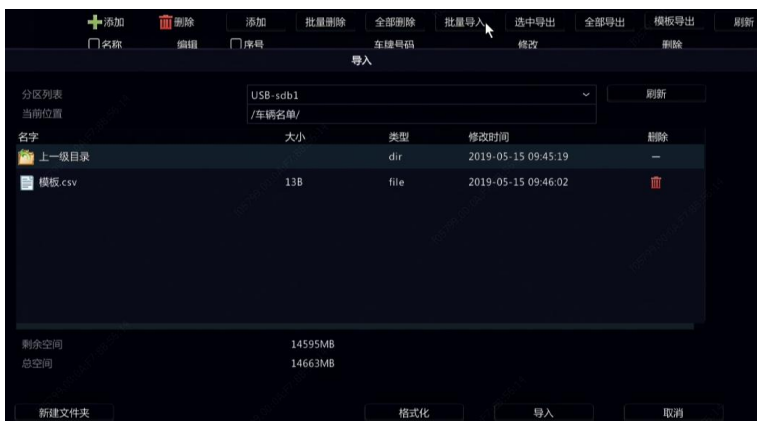 添加 删除 添加 批量删除 全部删除 批量导入 选中导出 全部导出 模板导出 刷新
名称 编辑 序号 车牌号码 修改 删除
导入
分区列表 USB-sdb1 刷新
当前位置 /车辆名单/
名字 大小 类型 修改时间 删除
上一级目录 dir 2019-05-15 09:45:19 —
模板.csv 13B file 2019-05-15 09:46:02
剩余空间 14595MB
总空间 14663MB
新建文件夹 格式化 导入 取消